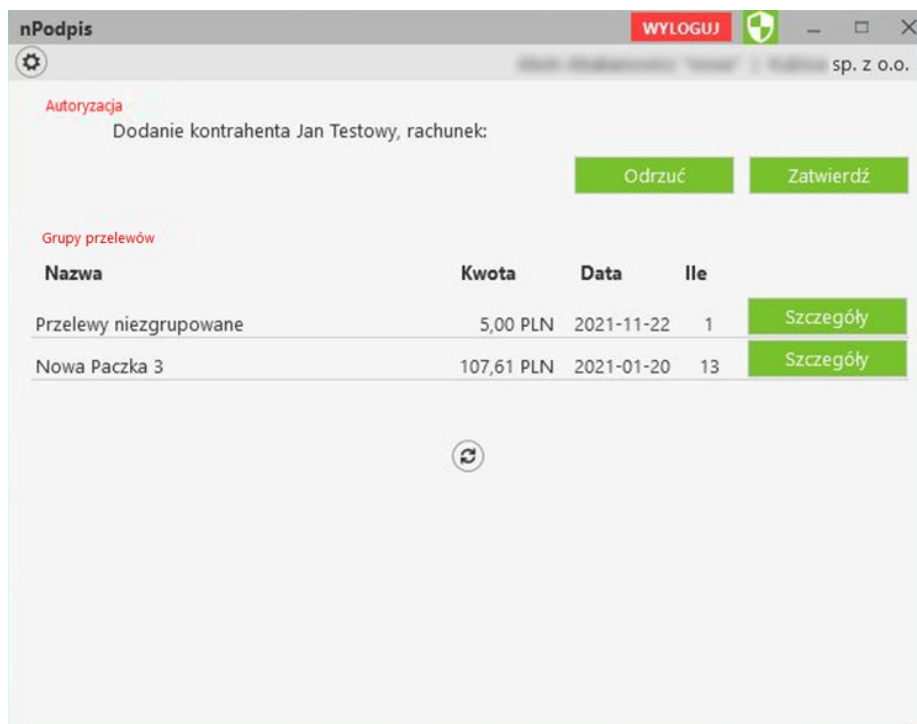 nPodpis WYLOGUJ
sp. z o.o.
Autoryzacja
Dodanie kontrahenta Jan Testowy, rachunek:
Odrzuć Zatwierdź
Grupy przelewów
Nazwa Kwota Data Ile
Przelewy niezgrupowane 5,00 PLN 2021-11-22 1 Szczegóły
Nowa Paczka 3 107,61 PLN 2021-01-20 13 Szczegóły